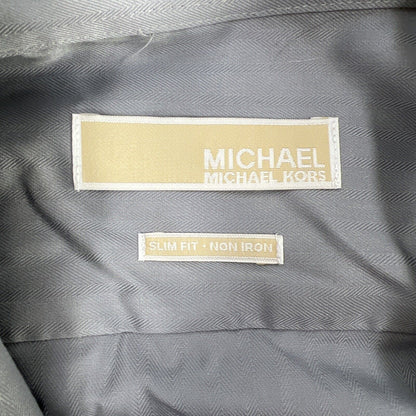 MICHAEL
MICHAEL KORS
SLIM FIT • NON IRON